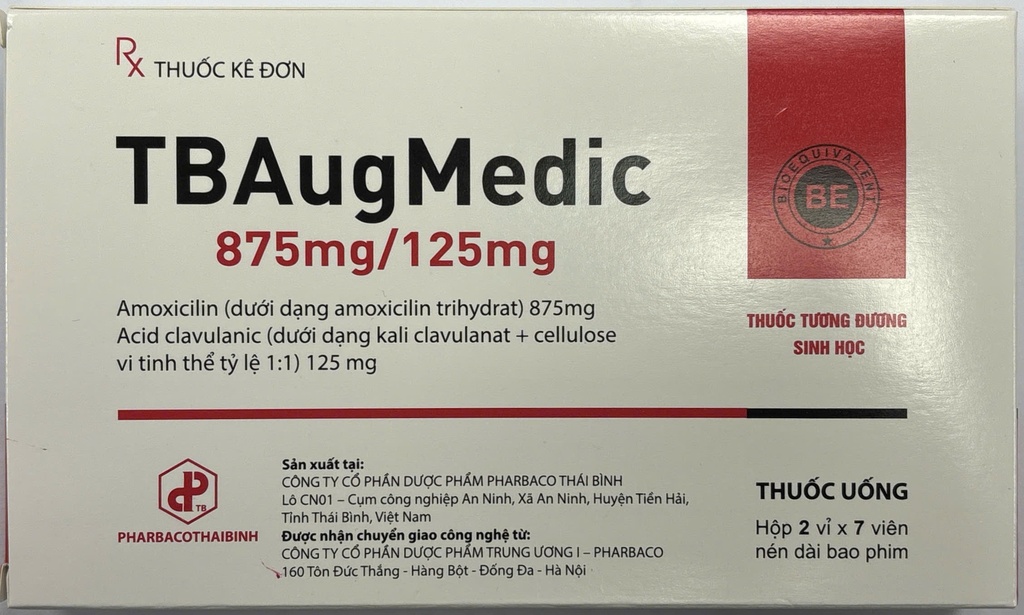 Rx THUỐC KÊ ĐƠN
TBAugMedic
875mg/125mg
Amoxicilin (dưới dạng amoxicilin trihydrat) 875mg
Acid clavulanic (dưới dạng kali clavulanat + cellulose
vi tinh thể tỷ lệ 1:1) 125 mg
BIOEQUIVALENT
BE
THUỐC TƯƠNG ĐƯƠNG
SINH HỌC
TB
PHARBACOTHAIBINH
Sản xuất tại:
CÔNG TY CỔ PHẦN DƯỢC PHẨM PHARBACO THÁI BÌNH
Lô CN01 – Cụm công nghiệp An Ninh, Xã An Ninh, Huyện Tiền Hải,
Tỉnh Thái Bình, Việt Nam
Được nhận chuyển giao công nghệ từ:
CÔNG TY CỔ PHẦN DƯỢC PHẨM TRUNG ƯƠNG I – PHARBACO
160 Tôn Đức Thắng - Hàng Bột - Đống Đa - Hà Nội
THUỐC UỐNG
Hộp 2 vỉ x 7 viên
nén dài bao phim